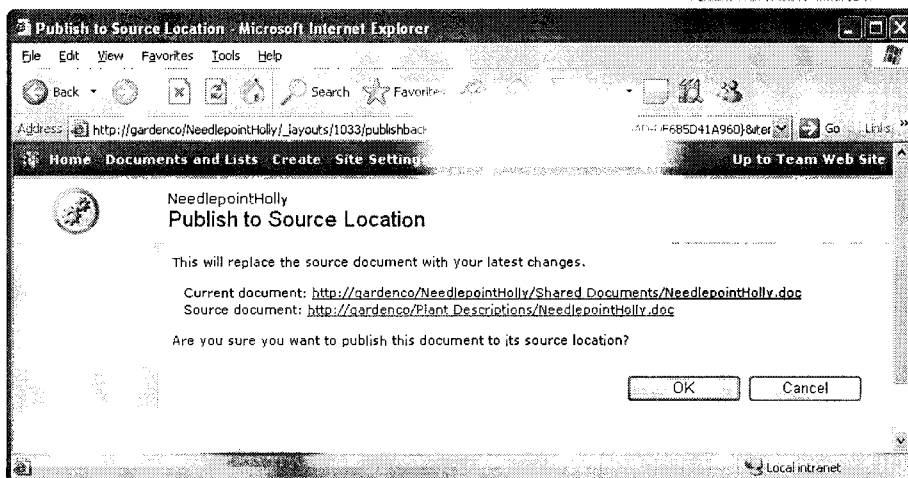 Publish to Source Location - Microsoft Internet Explorer
File Edit View Favorites Tools Help
Back Search Favorites
Address http://gardenco/NeedlepointHolly/_layouts/1033/publishback Go Links »
Home Documents and Lists Create Site Settings Up to Team Web Site
NeedlepointHolly
Publish to Source Location
This will replace the source document with your latest changes.
Current document: http://gardenco/NeedlepointHolly/Shared Documents/NeedlepointHolly.doc
Source document: http://gardenco/Plant Descriptions/NeedlepointHolly.doc
Are you sure you want to publish this document to its source location?
OK Cancel
Local intranet